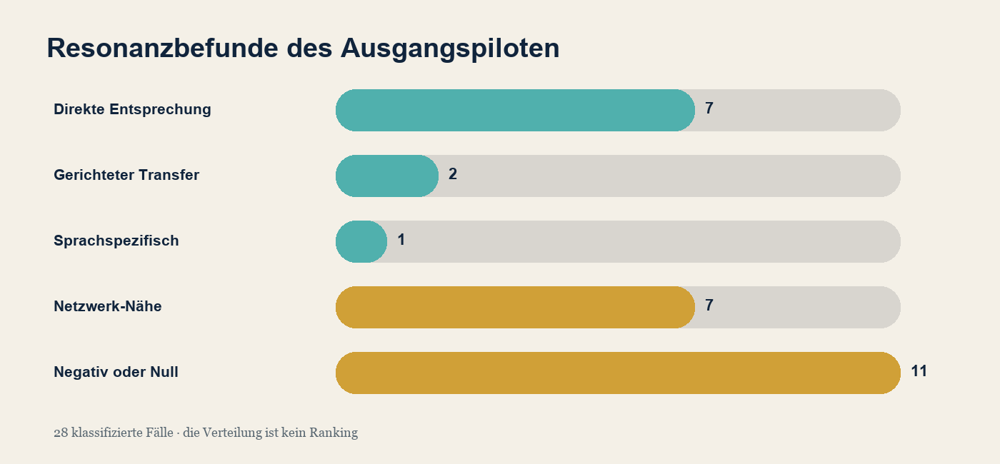 Resonanzbefunde des Ausgangspiloten
Direkte Entsprechung 7
Gerichteter Transfer 2
Sprachspezifisch 1
Netzwerk-Nähe 7
Negativ oder Null 11
28 klassifizierte Fälle · die Verteilung ist kein Ranking